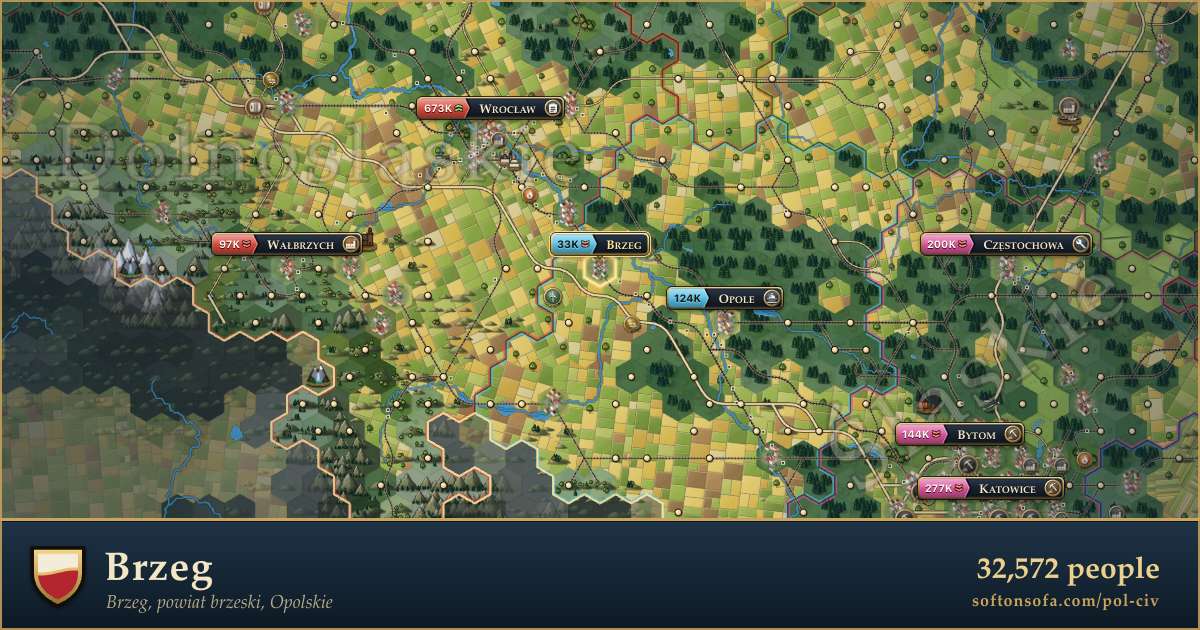 673K WROCŁAW
Dolnośląskie
97K WAŁBRZYCH
33K BRZEG
200K CZĘSTOCHOWA
124K OPOLE
Śląskie
144K BYTOM
277K KATOWICE
Brzeg
Brzeg, powiat brzeski, Opolskie
32,572 people
softonsofa.com/pol-civ